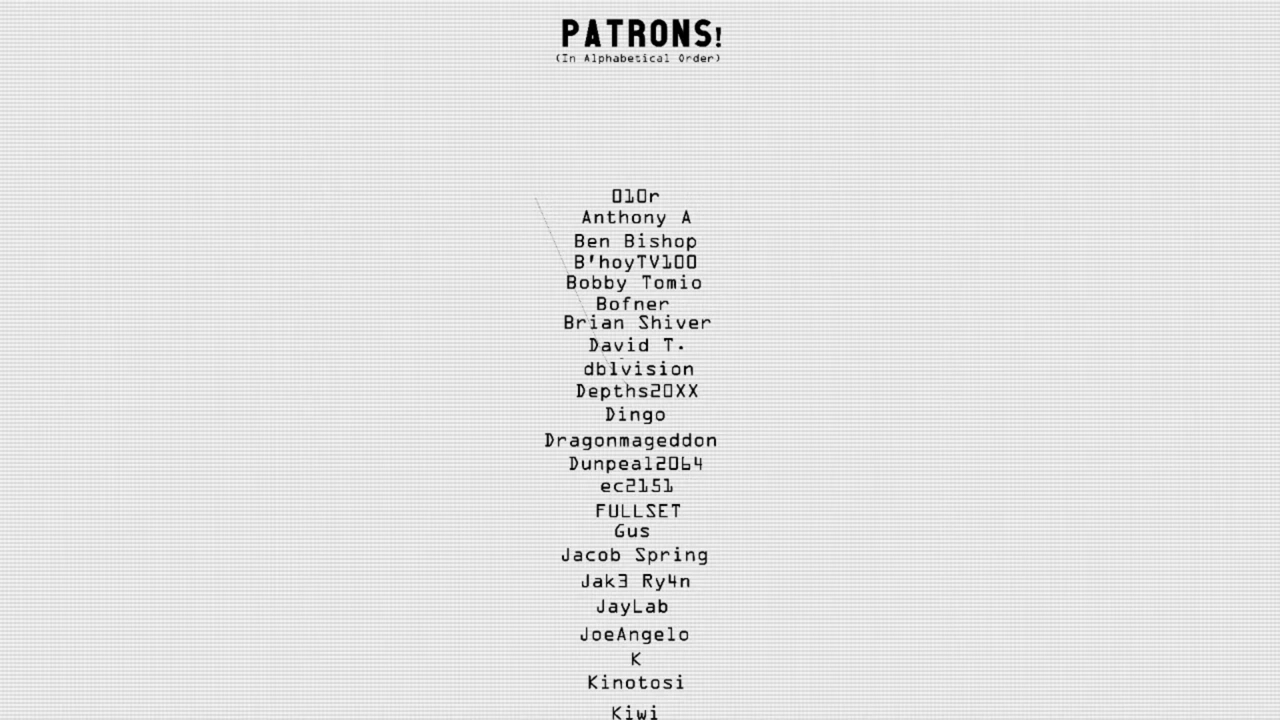 PATRONS!
(In Alphabetical Order)
010r
Anthony A
Ben Bishop
B'hoyTV100
Bobby Tomio
Bofner
Brian Shiver
David T.
dblvision
Depths20XX
Dingo
Dragonmageddon
Dunpeal2064
ec2151
FULLSET
Gus
Jacob Spring
Jak3 Ry4n
JayLab
JoeAngelo
K
Kinotosi
Kiwi